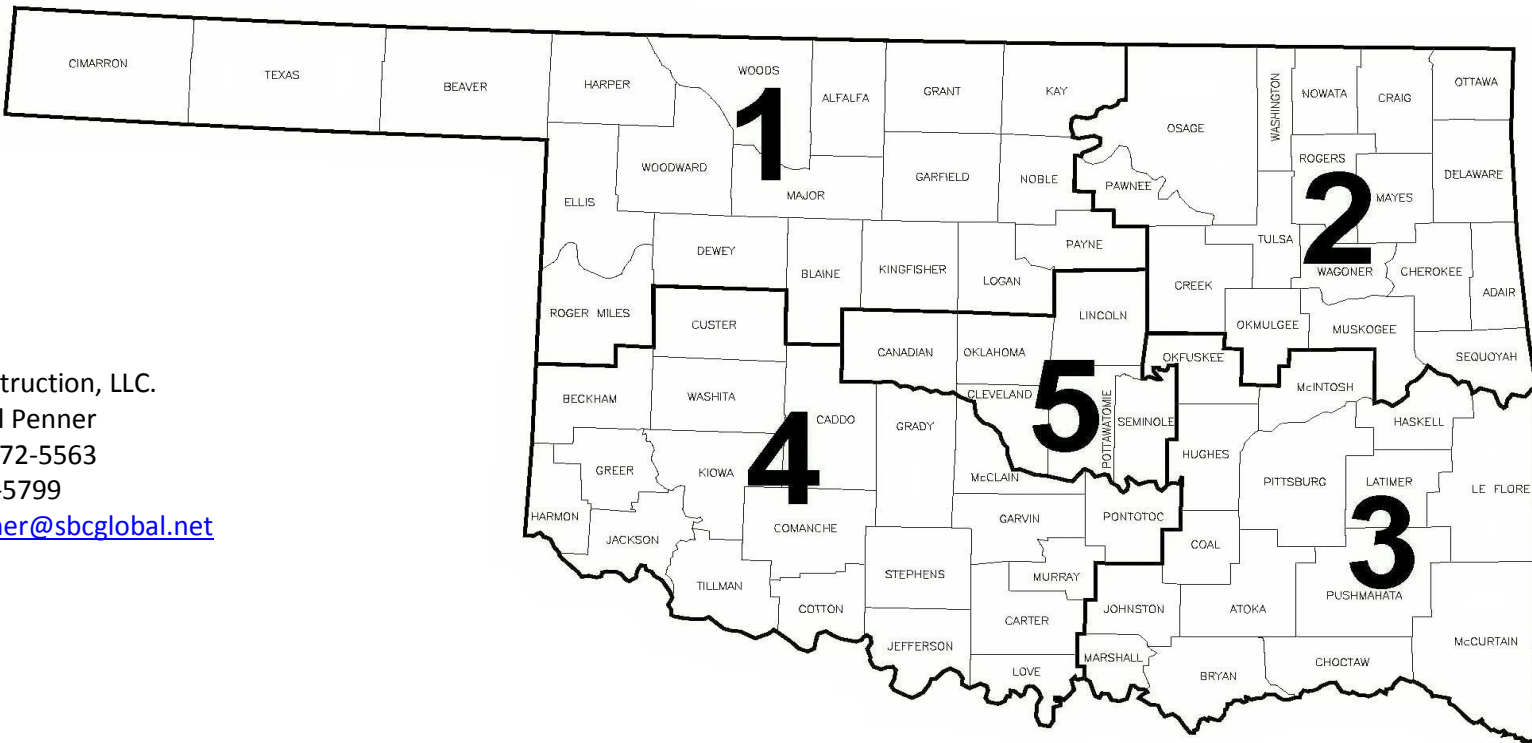 CIMARRON
TEXAS
BEAVER
HARPER
WOODS
ALFALFA
GRANT
KAY
OSAGE
WASHINGTON
NOWATA
CRAIG
OTTAWA
1
WOODWARD
MAJOR
GARFIELD
NOBLE
PAWNEE
ROGERS
2
MAYES
DELAWARE
ELLIS
DEWEY
BLAINE
KINGFISHER
LOGAN
PAYNE
CREEK
TULSA
WAGONER
CHEROKEE
ADAIR
ROGER MILES
CUSTER
CANADIAN
OKLAHOMA
LINCOLN
OKMULGEE
MUSKOGEE
SEQUOYAH
OKFUSKEE
McINTOSH
truction, LLC.
l Penner
72-5563
-5799
ner@sbcglobal.net
BECKHAM
WASHITA
CADDO
GRADY
CLEVELAND
5
POTTAWATOMIE
SEMINOLE
HUGHES
HASKELL
GREER
KIOWA
4
McCLAIN
PITTSBURG
LATIMER
LE FLORE
HARMON
JACKSON
COMANCHE
GARVIN
PONTOTOC
COAL
3
TILLMAN
COTTON
STEPHENS
MURRAY
JOHNSTON
ATOKA
PUSHMAHATA
CARTER
JEFFERSON
LOVE
MARSHALL
BRYAN
CHOCTAW
McCURTAIN